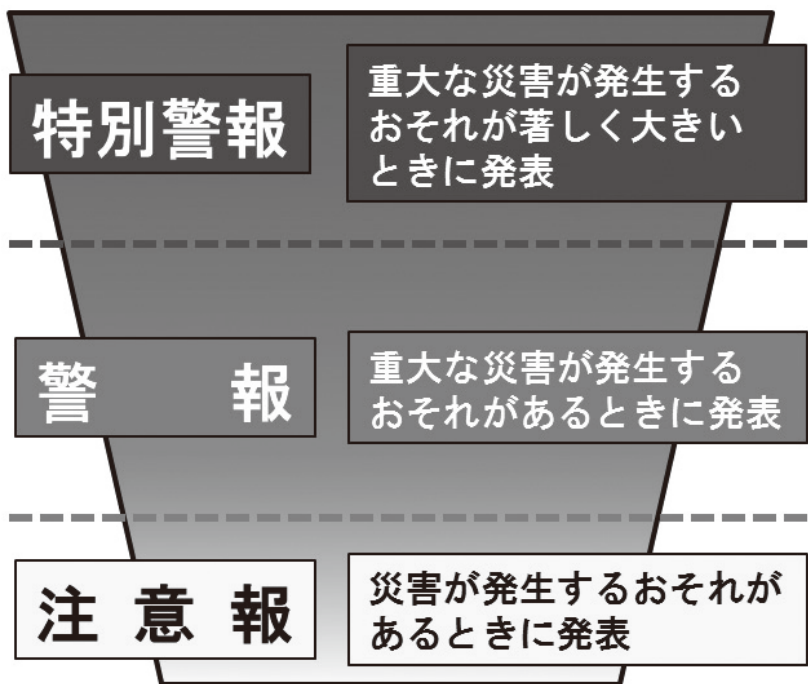 特別警報
重大な災害が発生する
おそれが著しく大きい
ときに発表
警 報
重大な災害が発生する
おそれがあるときに発表
注意報
災害が発生するおそれが
あるときに発表